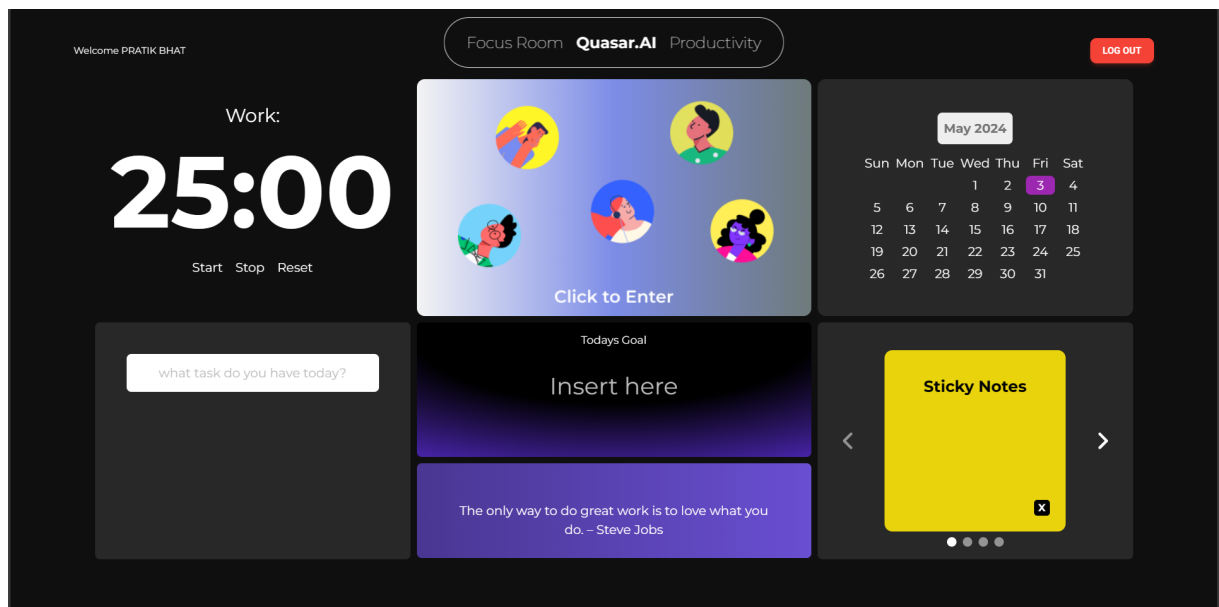 Welcome PRATIK BHAT
Focus Room Quasar.AI Productivity
LOG OUT
Work:
25:00
Start Stop Reset
Click to Enter
May 2024
Sun Mon Tue Wed Thu Fri Sat
1 2 3 4
5 6 7 8 9 10 11
12 13 14 15 16 17 18
19 20 21 22 23 24 25
26 27 28 29 30 31
what task do you have today?
Todays Goal
Insert here
The only way to do great work is to love what you
do. – Steve Jobs
Sticky Notes
X